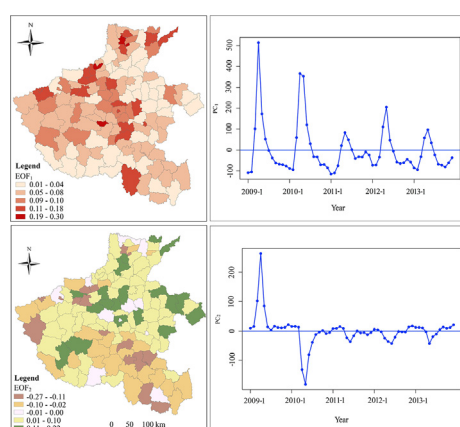 N
Legend
EOF1
0.01 - 0.04
0.05 - 0.08
0.09 - 0.10
0.11 - 0.18
0.19 - 0.30
PC1
500
400
300
200
100
0
-100
2009-1 2010-1 2011-1 2012-1 2013-1
Year
N
Legend
EOF2
-0.27 - -0.11
-0.10 - -0.02
-0.01 - 0.00
0.01 - 0.10
0 50 100 km
PC2
200
100
0
-100
2009-1 2010-1 2011-1 2012-1 2013-1
Year